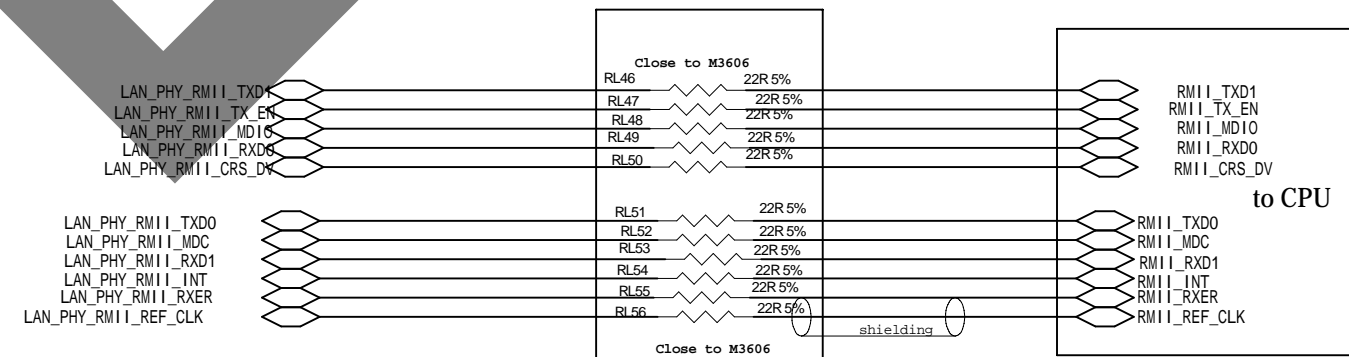 Close to M3606
LAN_PHY_RMII_TXD1 RL46 22R 5% RMII_TXD1
LAN_PHY_RMII_TX_EN RL47 22R 5% RMII_TX_EN
LAN_PHY_RMII_MDIO RL48 22R 5% RMII_MDIO
LAN_PHY_RMII_RXD0 RL49 22R 5% RMII_RXD0
LAN_PHY_RMII_CRS_DV RL50 22R 5% RMII_CRS_DV
to CPU
LAN_PHY_RMII_TXD0 RL51 22R 5% RMII_TXD0
LAN_PHY_RMII_MDC RL52 22R 5% RMII_MDC
LAN_PHY_RMII_RXD1 RL53 22R 5% RMII_RXD1
LAN_PHY_RMII_INT RL54 22R 5% RMII_INT
LAN_PHY_RMII_RXER RL55 22R 5% RMII_RXER
LAN_PHY_RMII_REF_CLK RL56 22R 5% RMII_REF_CLK
shielding
Close to M3606